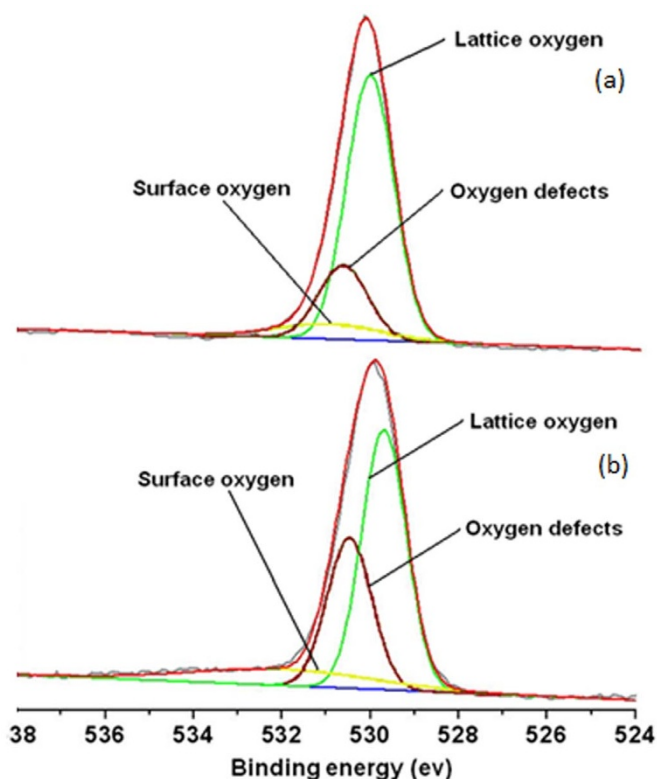 Lattice oxygen
(a)
Surface oxygen
Oxygen defects
Lattice oxygen
(b)
Surface oxygen
Oxygen defects
38 536 534 532 530 528 526 524
Binding energy (ev)